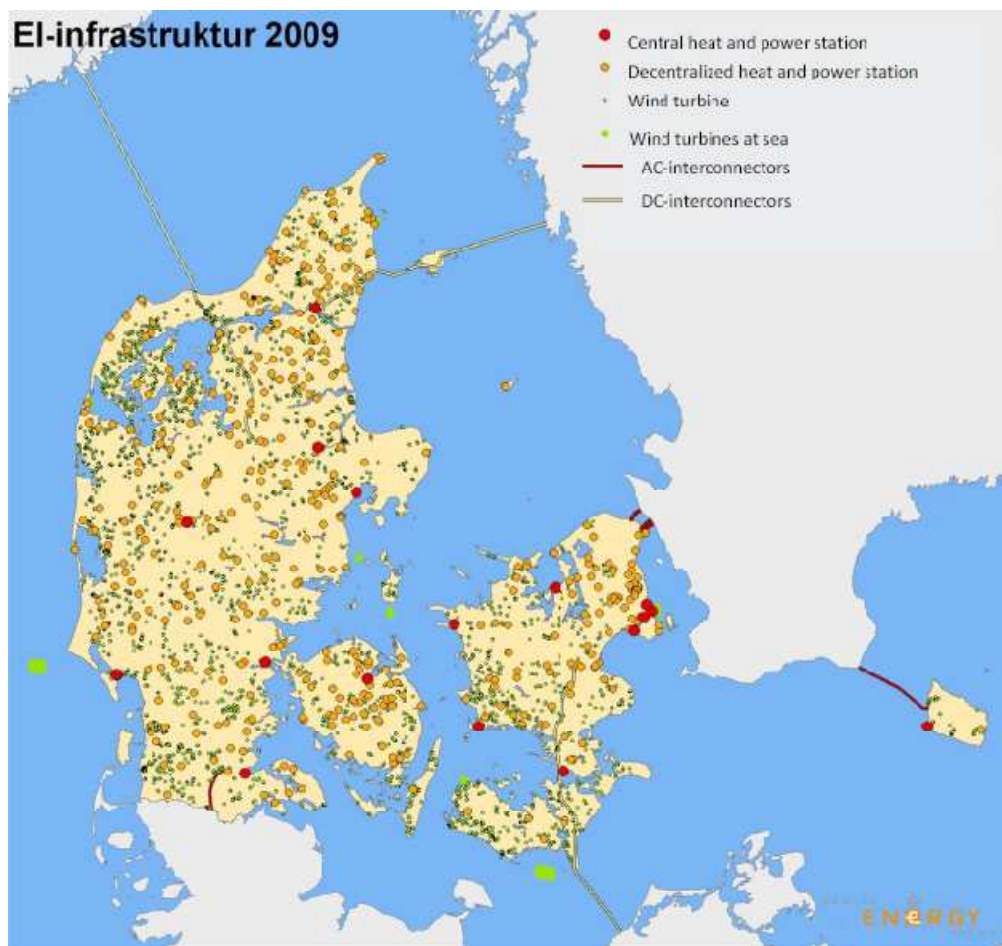 El-infrastruktur 2009
Central heat and power station
Decentralized heat and power station
Wind turbine
Wind turbines at sea
AC-interconnectors
DC-interconnectors
ENERGY